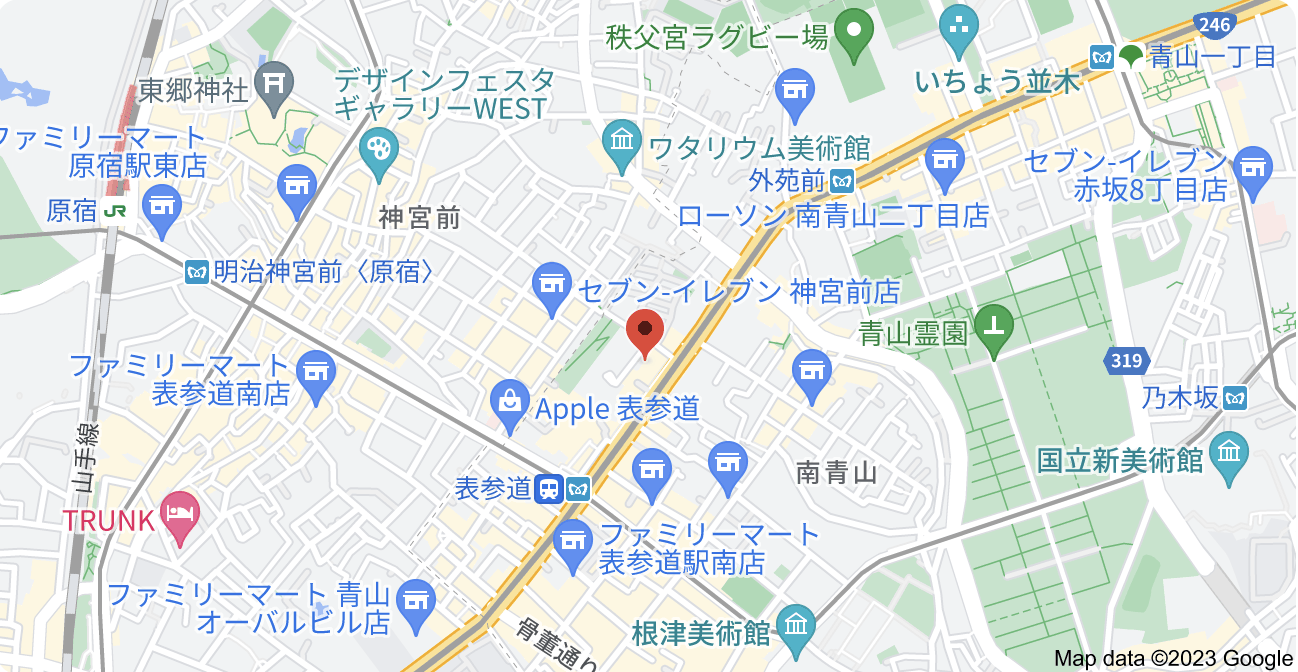 246
秩父宮ラグビー場
青山一丁目
いちょう並木
デザインフェスタ
ギャラリーWEST
東郷神社
ファミリーマート
原宿駅東店
ワタリウム美術館
セブン-イレブン
赤坂8丁目店
外苑前
原宿
JR
神宮前
ローソン 南青山二丁目店
明治神宮前〈原宿〉
セブン-イレブン 神宮前店
青山霊園
319
ファミリーマート
表参道南店
乃木坂
Apple 表参道
山手線
国立新美術館
南青山
表参道
TRUNK
ファミリーマート
表参道駅南店
ファミリーマート 青山
オーバルビル店
根津美術館
骨董通り
Map data ©2023 Google